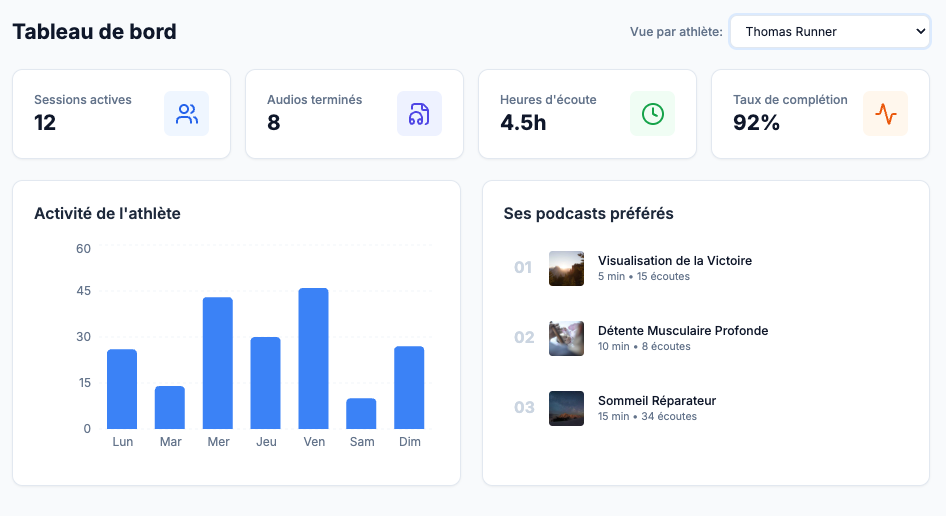 Tableau de bord
Vue par athlète:
Thomas Runner
Sessions actives
12
Audios terminés
8
Heures d'écoute
4.5h
Taux de complétion
92%
Activité de l'athlète
60
45
30
15
0
Lun Mar Mer Jeu Ven Sam Dim
Ses podcasts préférés
01
Visualisation de la Victoire
5 min • 15 écoutes
02
Détente Musculaire Profonde
10 min • 8 écoutes
03
Sommeil Réparateur
15 min • 34 écoutes